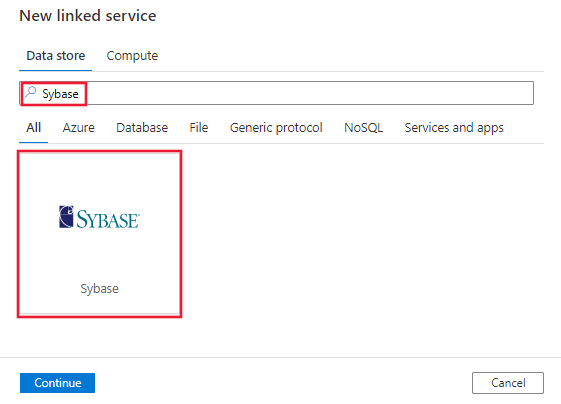 New linked service
Data store Compute
Sybase
All Azure Database File Generic protocol NoSQL Services and apps
SYBASE
Sybase
Continue Cancel